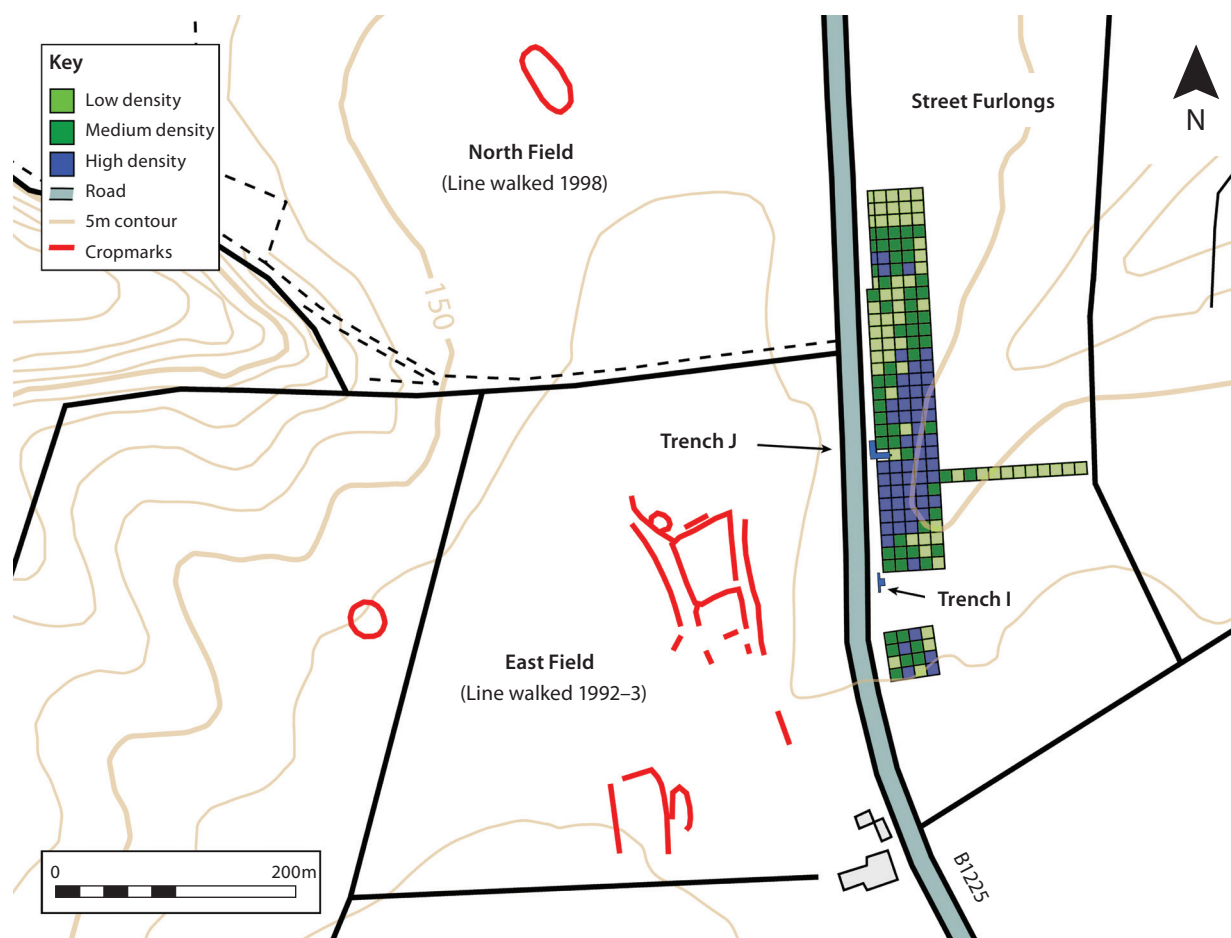 Key
Low density
Medium density
High density
Road
5m contour
Cropmarks
North Field
(Line walked 1998)
Street Furlongs
N
150
Trench J
Trench I
East Field
(Line walked 1992–3)
0 200m
B1225